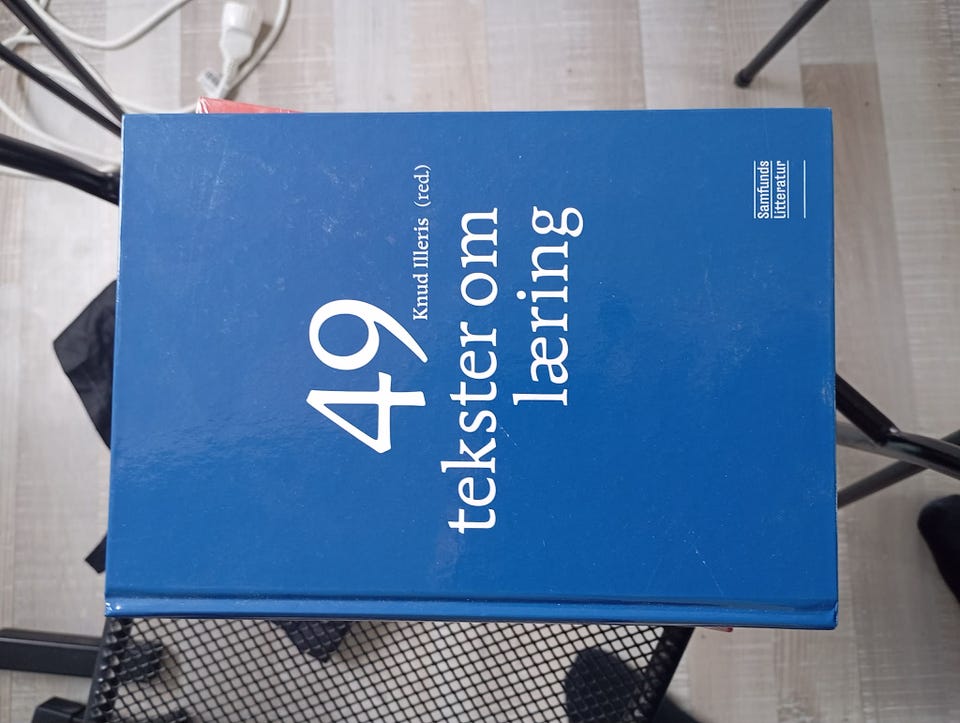 49
Knud Illeris (red.)
tekster om
læring
Samfunds
litteratur